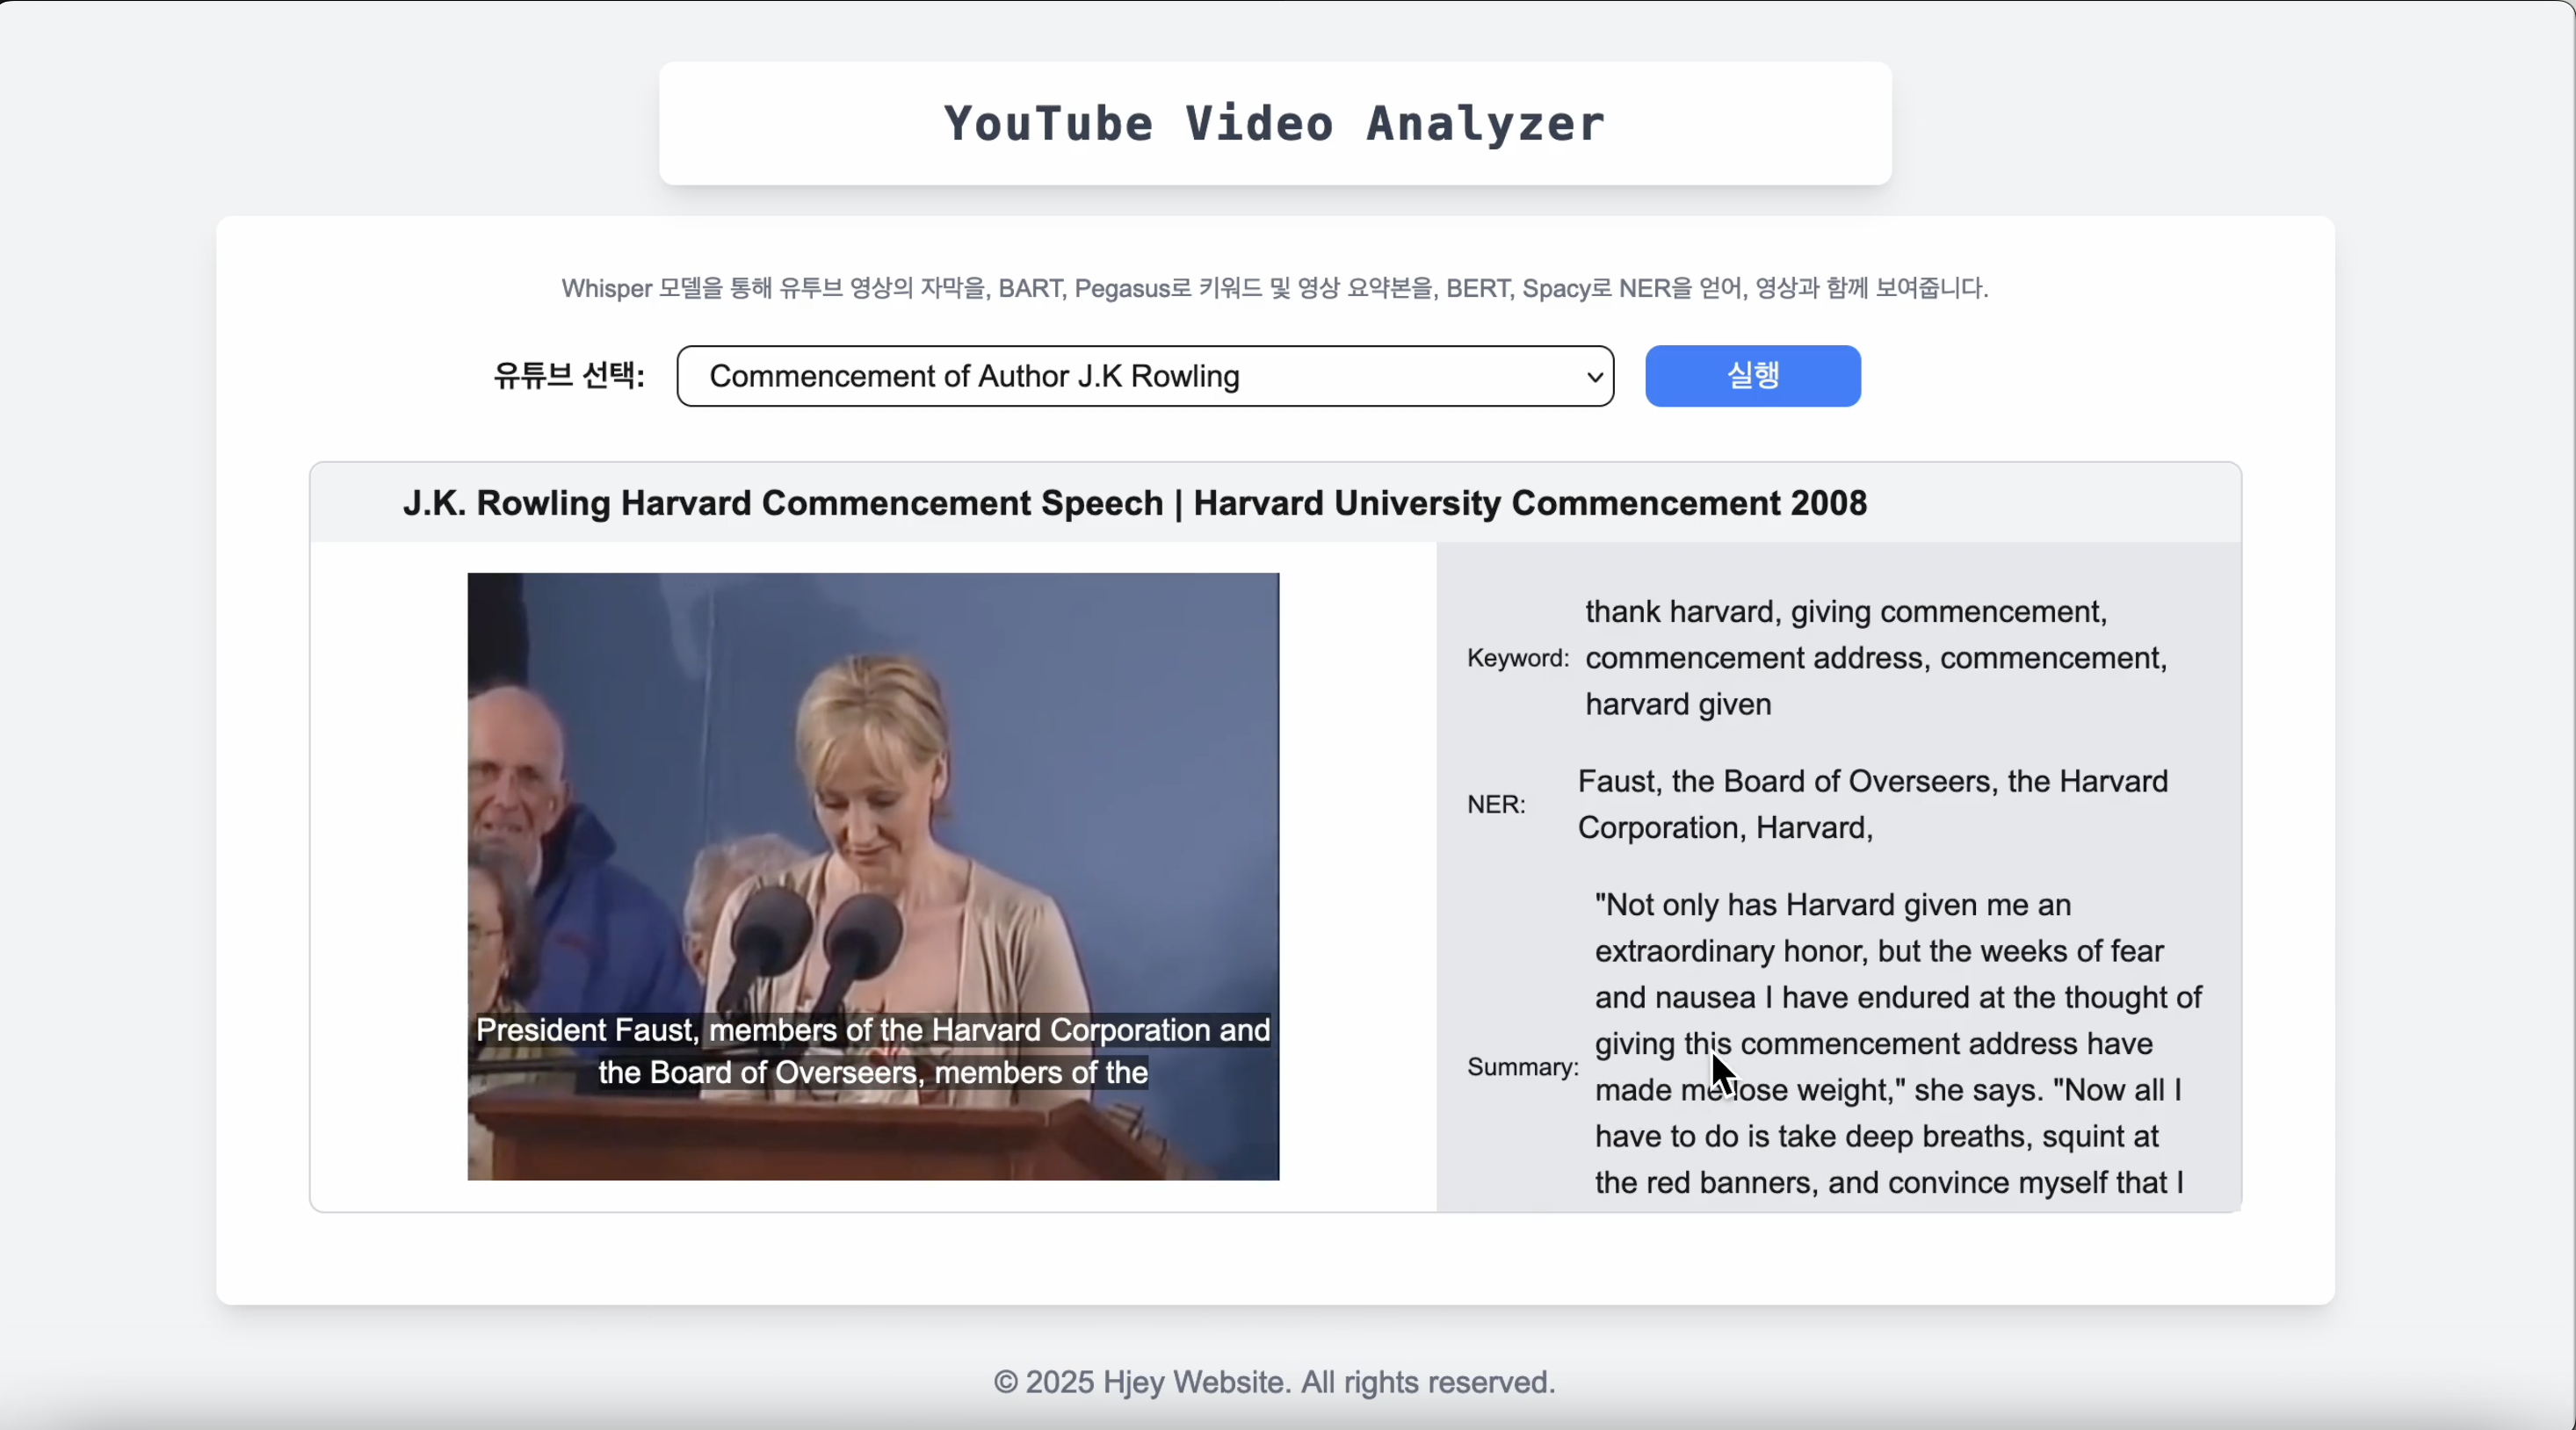 YouTube Video Analyzer
Whisper 모델을 통해 유투브 영상의 자막을, BART, Pegasus로 키워드 및 영상 요약본을, BERT, Spacy로 NER을 얻어, 영상과 함께 보여줍니다.
유튜브 선택:
Commencement of Author J.K Rowling
실행
J.K. Rowling Harvard Commencement Speech | Harvard University Commencement 2008
President Faust, members of the Harvard Corporation and
the Board of Overseers, members of the
Keyword:
thank harvard, giving commencement,
commencement address, commencement,
harvard given
NER:
Faust, the Board of Overseers, the Harvard
Corporation, Harvard,
Summary:
"Not only has Harvard given me an
extraordinary honor, but the weeks of fear
and nausea I have endured at the thought of
giving this commencement address have
made me lose weight," she says. "Now all I
have to do is take deep breaths, squint at
the red banners, and convince myself that I
© 2025 Hjey Website. All rights reserved.